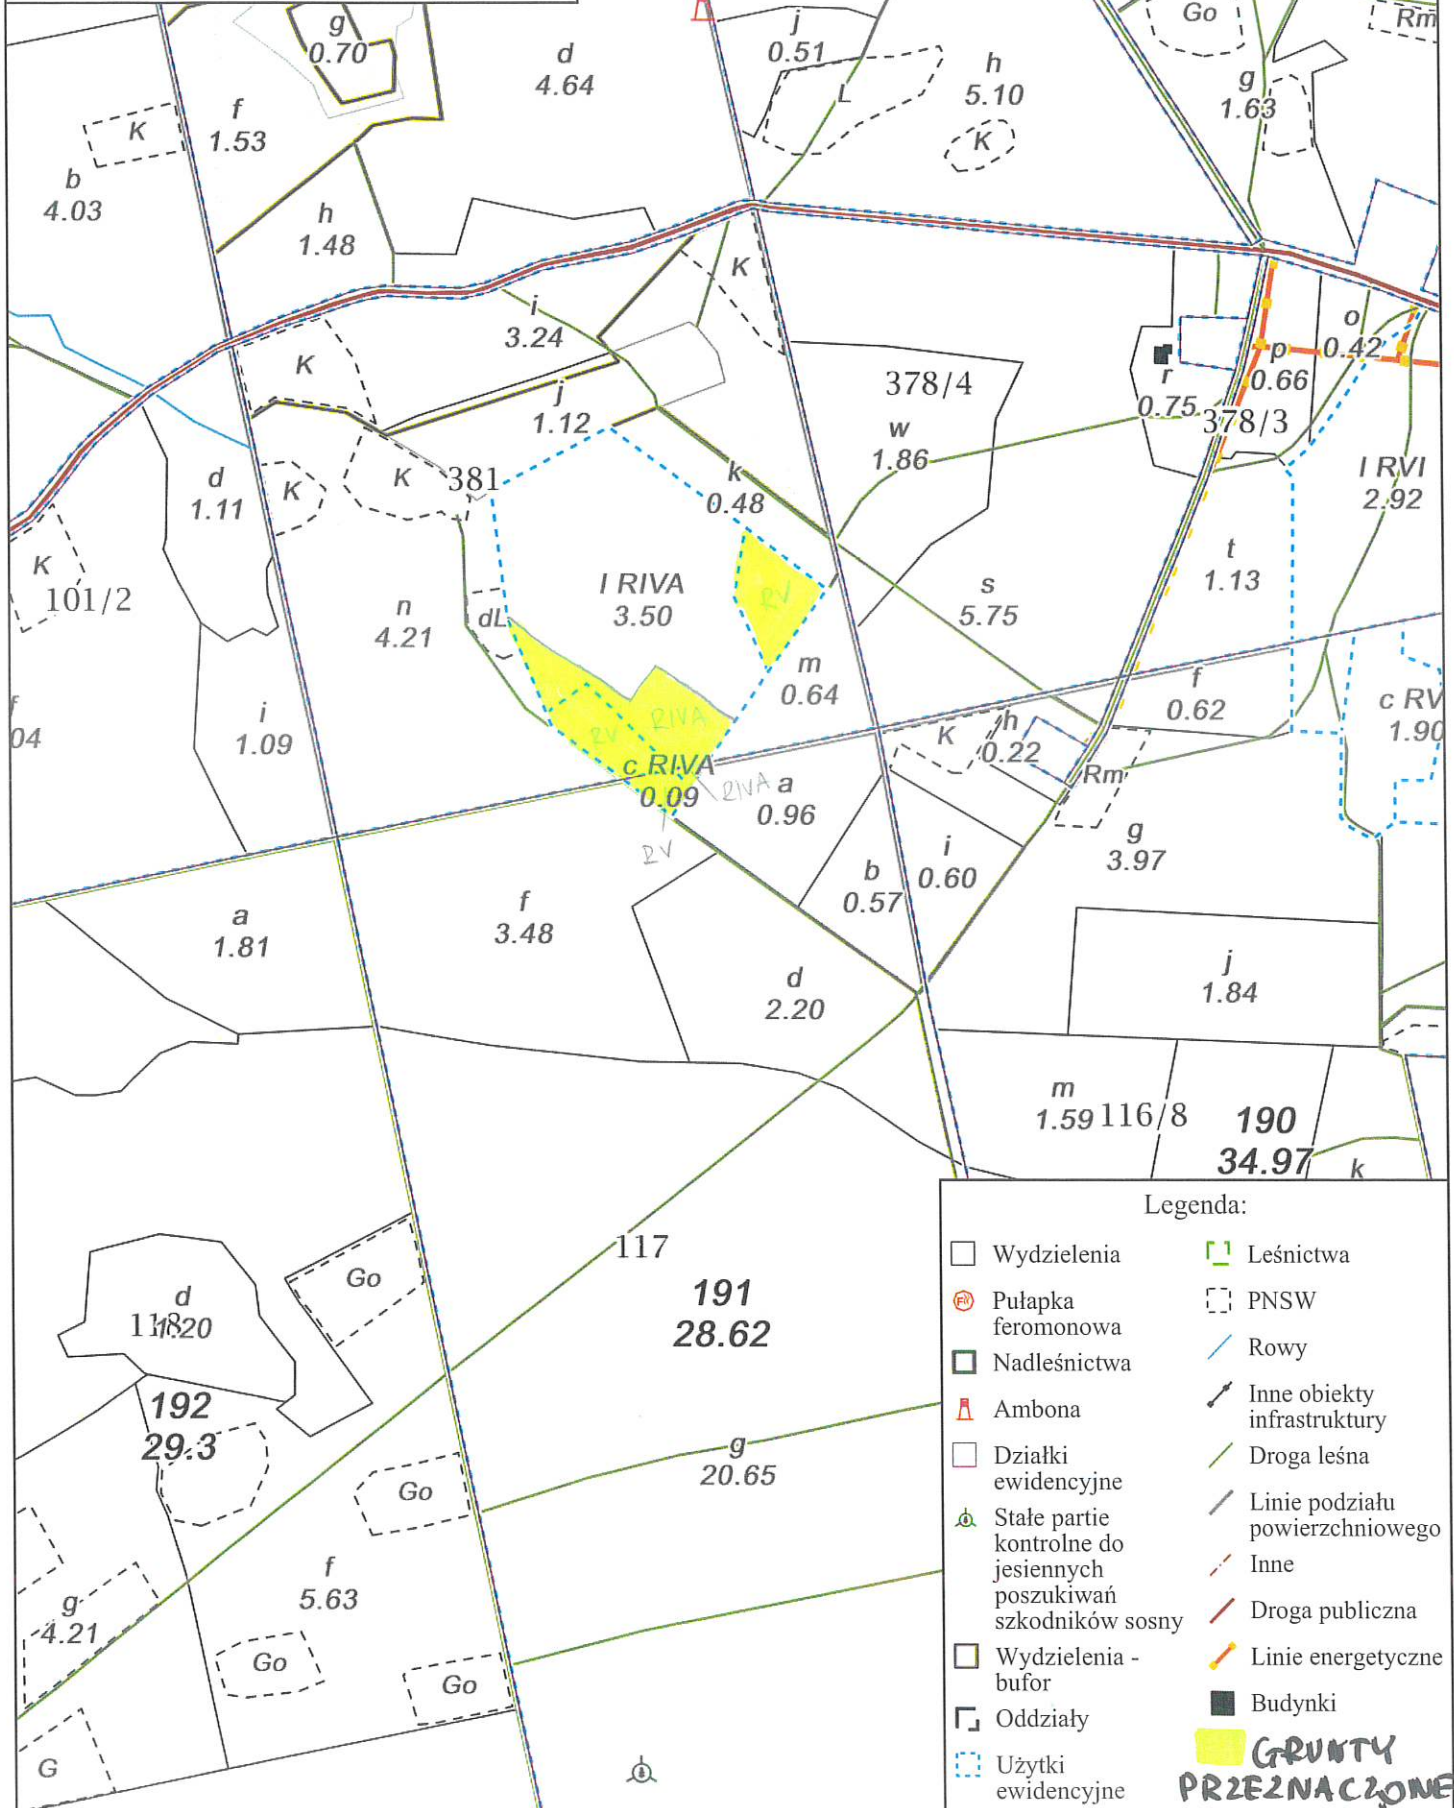 g
0.70
d
4.64
j
0.51
L
h
5.10
K
Go
Rm
g
1.63
K
f
1.53
b
4.03
h
1.48
K
i
3.24
K
j
1.12
378/4
w
1.86
r
0.75
378/3
p
0.66
o
0.42
l RVI
2.92
d
1.11
K
K
381
k
0.48
K
101/2
n
4.21
dL
l RIVA
3.50
RV
s
5.75
t
1.13
m
0.64
f
04
i
1.09
RV
RIVA
c RIVA
0.09
RIVA
RV
a
0.96
K
h
0.22
Rm
f
0.62
c RV
1.90
g
3.97
b
0.57
i
0.60
a
1.81
f
3.48
d
2.20
j
1.84
m
1.59
116/8
190
34.97
k
117
191
28.62
Go
d
1.20
118
192
29.3
Go
g
20.65
f
5.63
g
4.21
Go
Go
G
Legenda:
Wydzielenia
Pułapka
feromonowa
Nadleśnictwa
Ambona
Działki
ewidencyjne
Stałe partie
kontrolne do
jesiennych
poszukiwań
szkodników sosny
Wydzielenia -
bufor
Oddziały
Użytki
ewidencyjne
Leśnictwa
PNSW
Rowy
Inne obiekty
infrastruktury
Droga leśna
Linie podziału
powierzchniowego
Inne
Droga publiczna
Linie energetyczne
Budynki
GRUNTY
PRZEZNACZONE